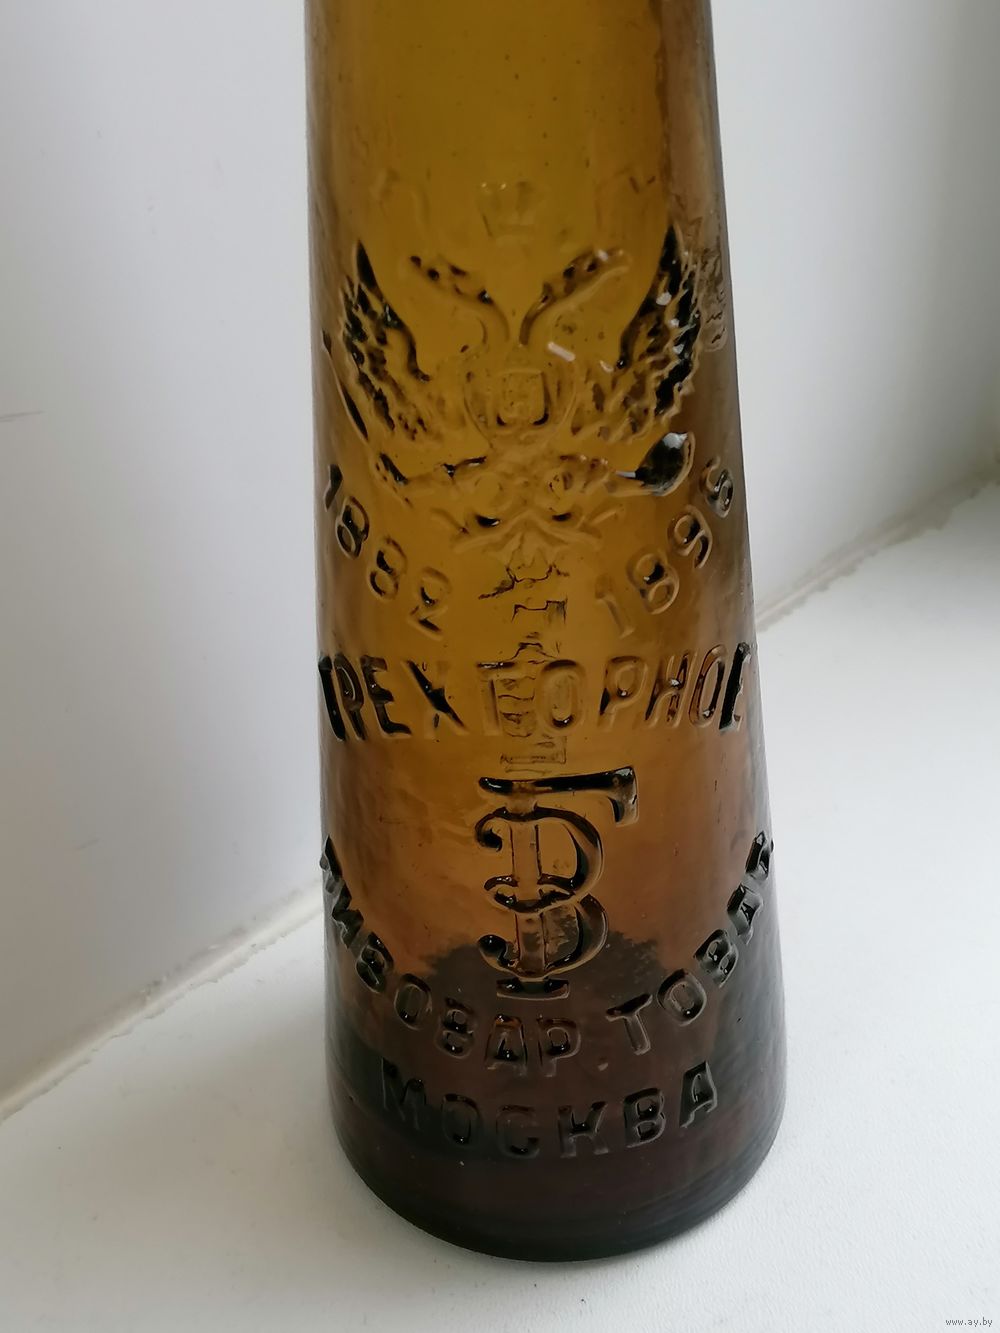 1882 1896
ТРЕХГОРНОЕ
ПИВОВАР. ТОВАР
МОСКВА
www.ay.by